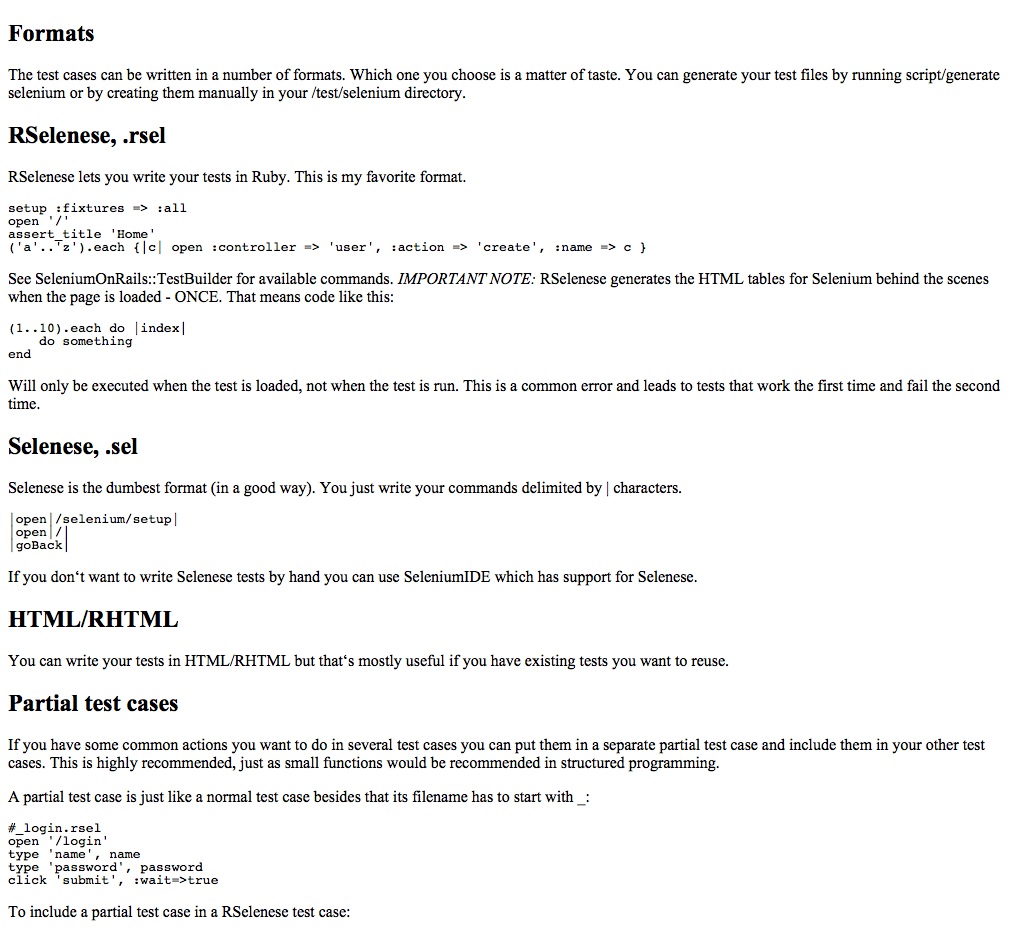 Formats
The test cases can be written in a number of formats. Which one you choose is a matter of taste. You can generate your test files by running script/generate
selenium or by creating them manually in your /test/selenium directory.
RSelenese, .rsel
RSelenese lets you write your tests in Ruby. This is my favorite format.
setup :fixtures => :all
open '/'
assert_title 'Home'
('a'..'z').each {|c| open :controller => 'user', :action => 'create', :name => c }
See SeleniumOnRails::TestBuilder for available commands. IMPORTANT NOTE: RSelenese generates the HTML tables for Selenium behind the scenes
when the page is loaded - ONCE. That means code like this:
(1..10).each do |index|
    do something
end
Will only be executed when the test is loaded, not when the test is run. This is a common error and leads to tests that work the first time and fail the second
time.
Selenese, .sel
Selenese is the dumbest format (in a good way). You just write your commands delimited by | characters.
|open|/selenium/setup|
|open|/|
|goBack|
If you don‘t want to write Selenese tests by hand you can use SeleniumIDE which has support for Selenese.
HTML/RHTML
You can write your tests in HTML/RHTML but that‘s mostly useful if you have existing tests you want to reuse.
Partial test cases
If you have some common actions you want to do in several test cases you can put them in a separate partial test case and include them in your other test
cases. This is highly recommended, just as small functions would be recommended in structured programming.
A partial test case is just like a normal test case besides that its filename has to start with _:
#_login.rsel
open '/login'
type 'name', name
type 'password', password
click 'submit', :wait=>true
To include a partial test case in a RSelenese test case: